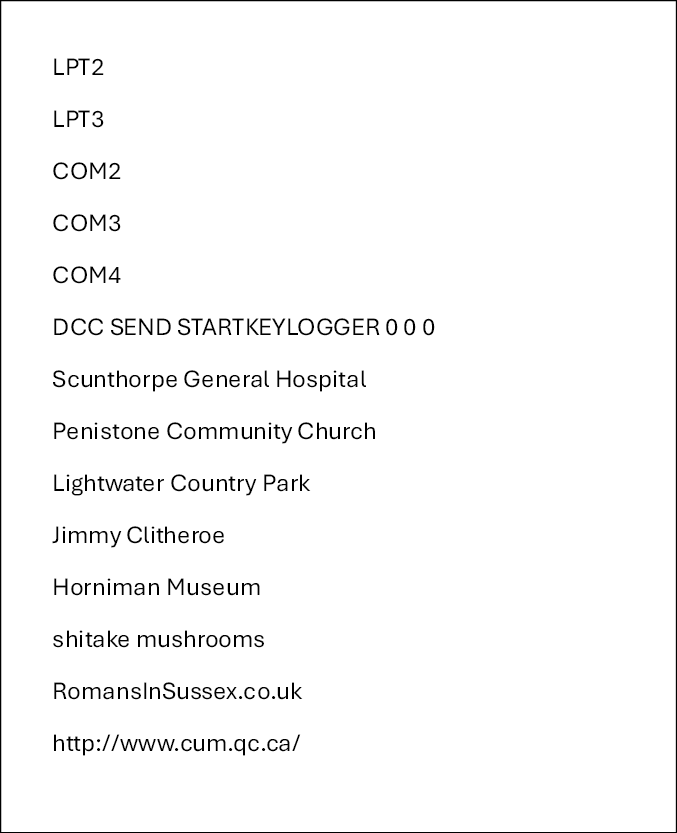 LPT2
LPT3
COM2
COM3
COM4
DCC SEND STARTKEYLOGGER 0 0 0
Scunthorpe General Hospital
Penistone Community Church
Lightwater Country Park
Jimmy Clitheroe
Horniman Museum
shitake mushrooms
RomansInSussex.co.uk
http://www.cum.qc.ca/